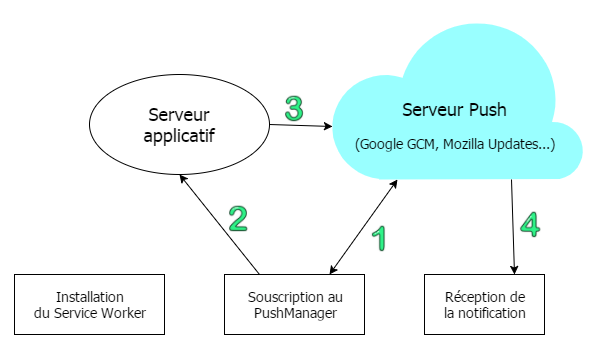 Serveur
applicatif
3
Serveur Push
(Google GCM, Mozilla Updates...)
2
1
4
Installation
du Service Worker
Souscription au
PushManager
Réception de
la notification